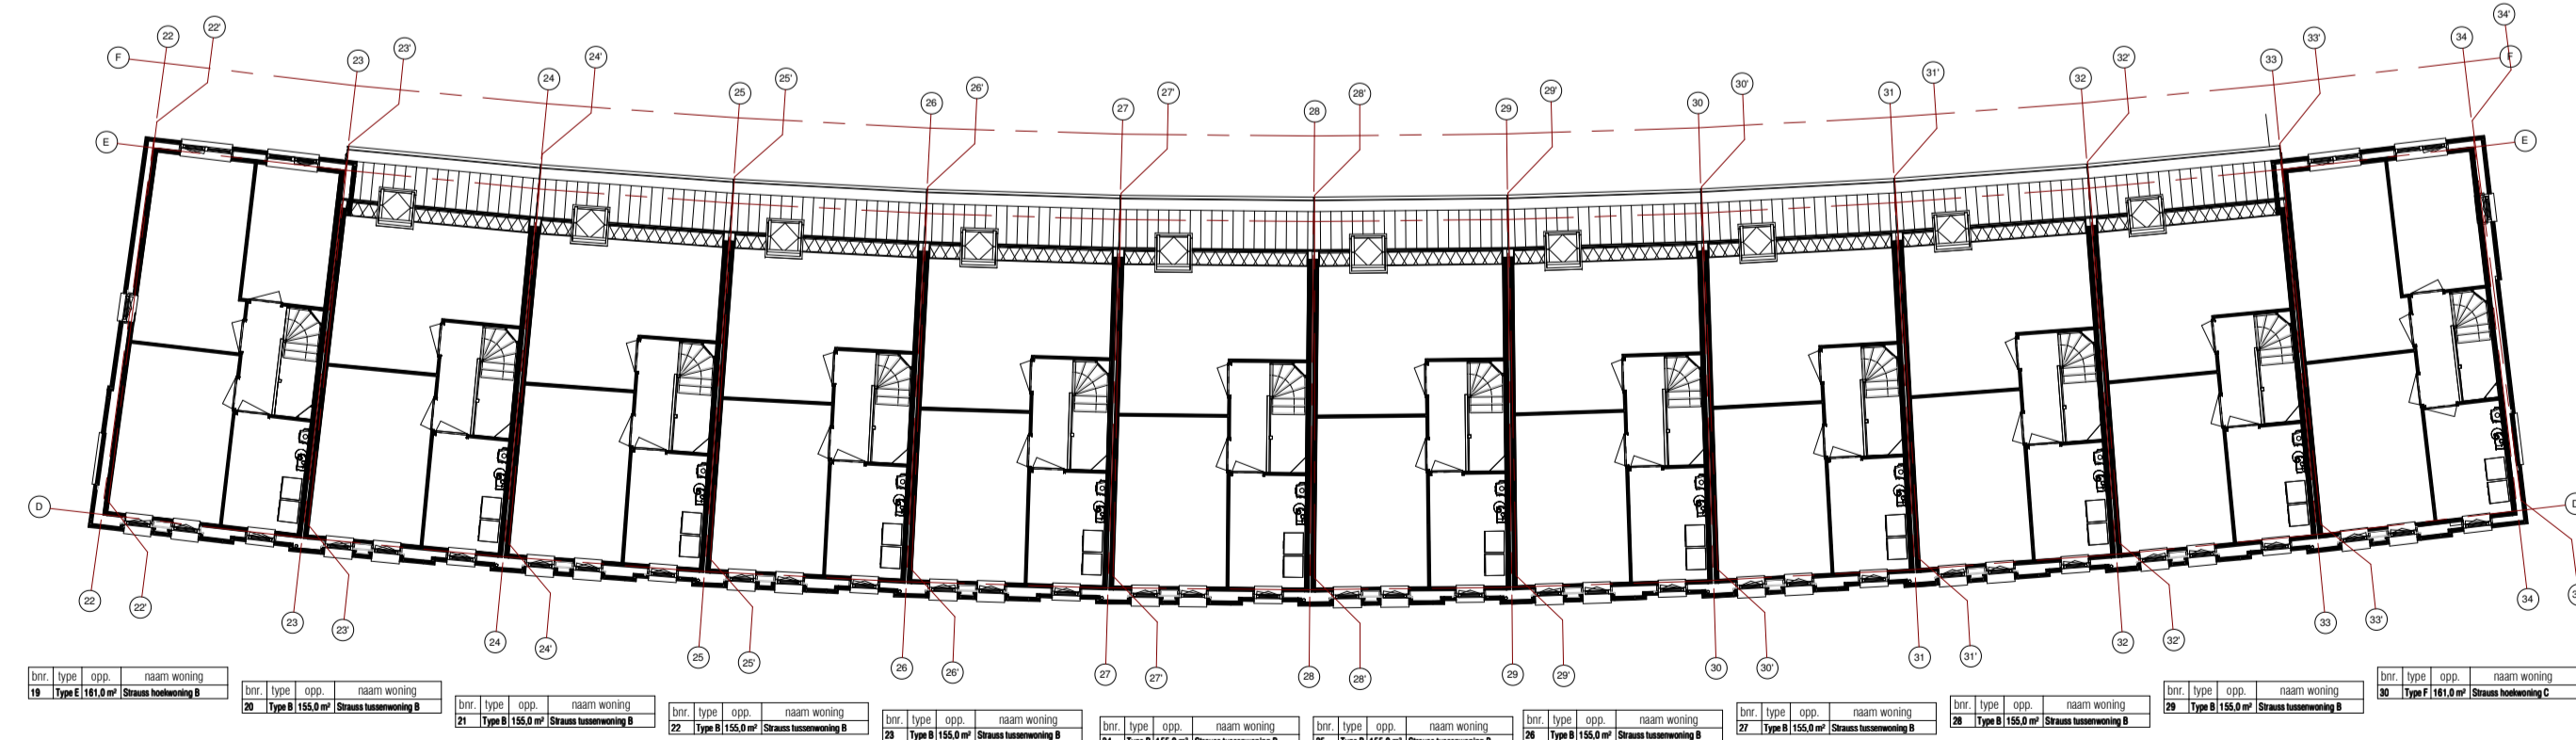 22 22' 23 23' 24 24' 25 25' 26 26' 27 27' 28 28' 29 29' 30 30' 31 31' 32 32' 33 33' 34 34'
F F
E E
D D
22 22' 23 23' 24 24' 25 25' 26 26' 27 27' 28 28' 29 29' 30 30' 31 31' 32 32' 33 33' 34
bnr. type opp. naam woning
19 Type E 161,0 m² Strauss hoekwoning B
bnr. type opp. naam woning
20 Type B 155,0 m² Strauss tussenwoning B
bnr. type opp. naam woning
21 Type B 155,0 m² Strauss tussenwoning B
bnr. type opp. naam woning
22 Type B 155,0 m² Strauss tussenwoning B
bnr. type opp. naam woning
23 Type B 155,0 m² Strauss tussenwoning B
bnr. type opp. naam woning
bnr. type opp. naam woning
bnr. type opp. naam woning
26 Type B 155,0 m² Strauss tussenwoning B
bnr. type opp. naam woning
27 Type B 155,0 m² Strauss tussenwoning B
bnr. type opp. naam woning
28 Type B 155,0 m² Strauss tussenwoning B
bnr. type opp. naam woning
29 Type B 155,0 m² Strauss tussenwoning B
bnr. type opp. naam woning
30 Type F 161,0 m² Strauss hoekwoning C